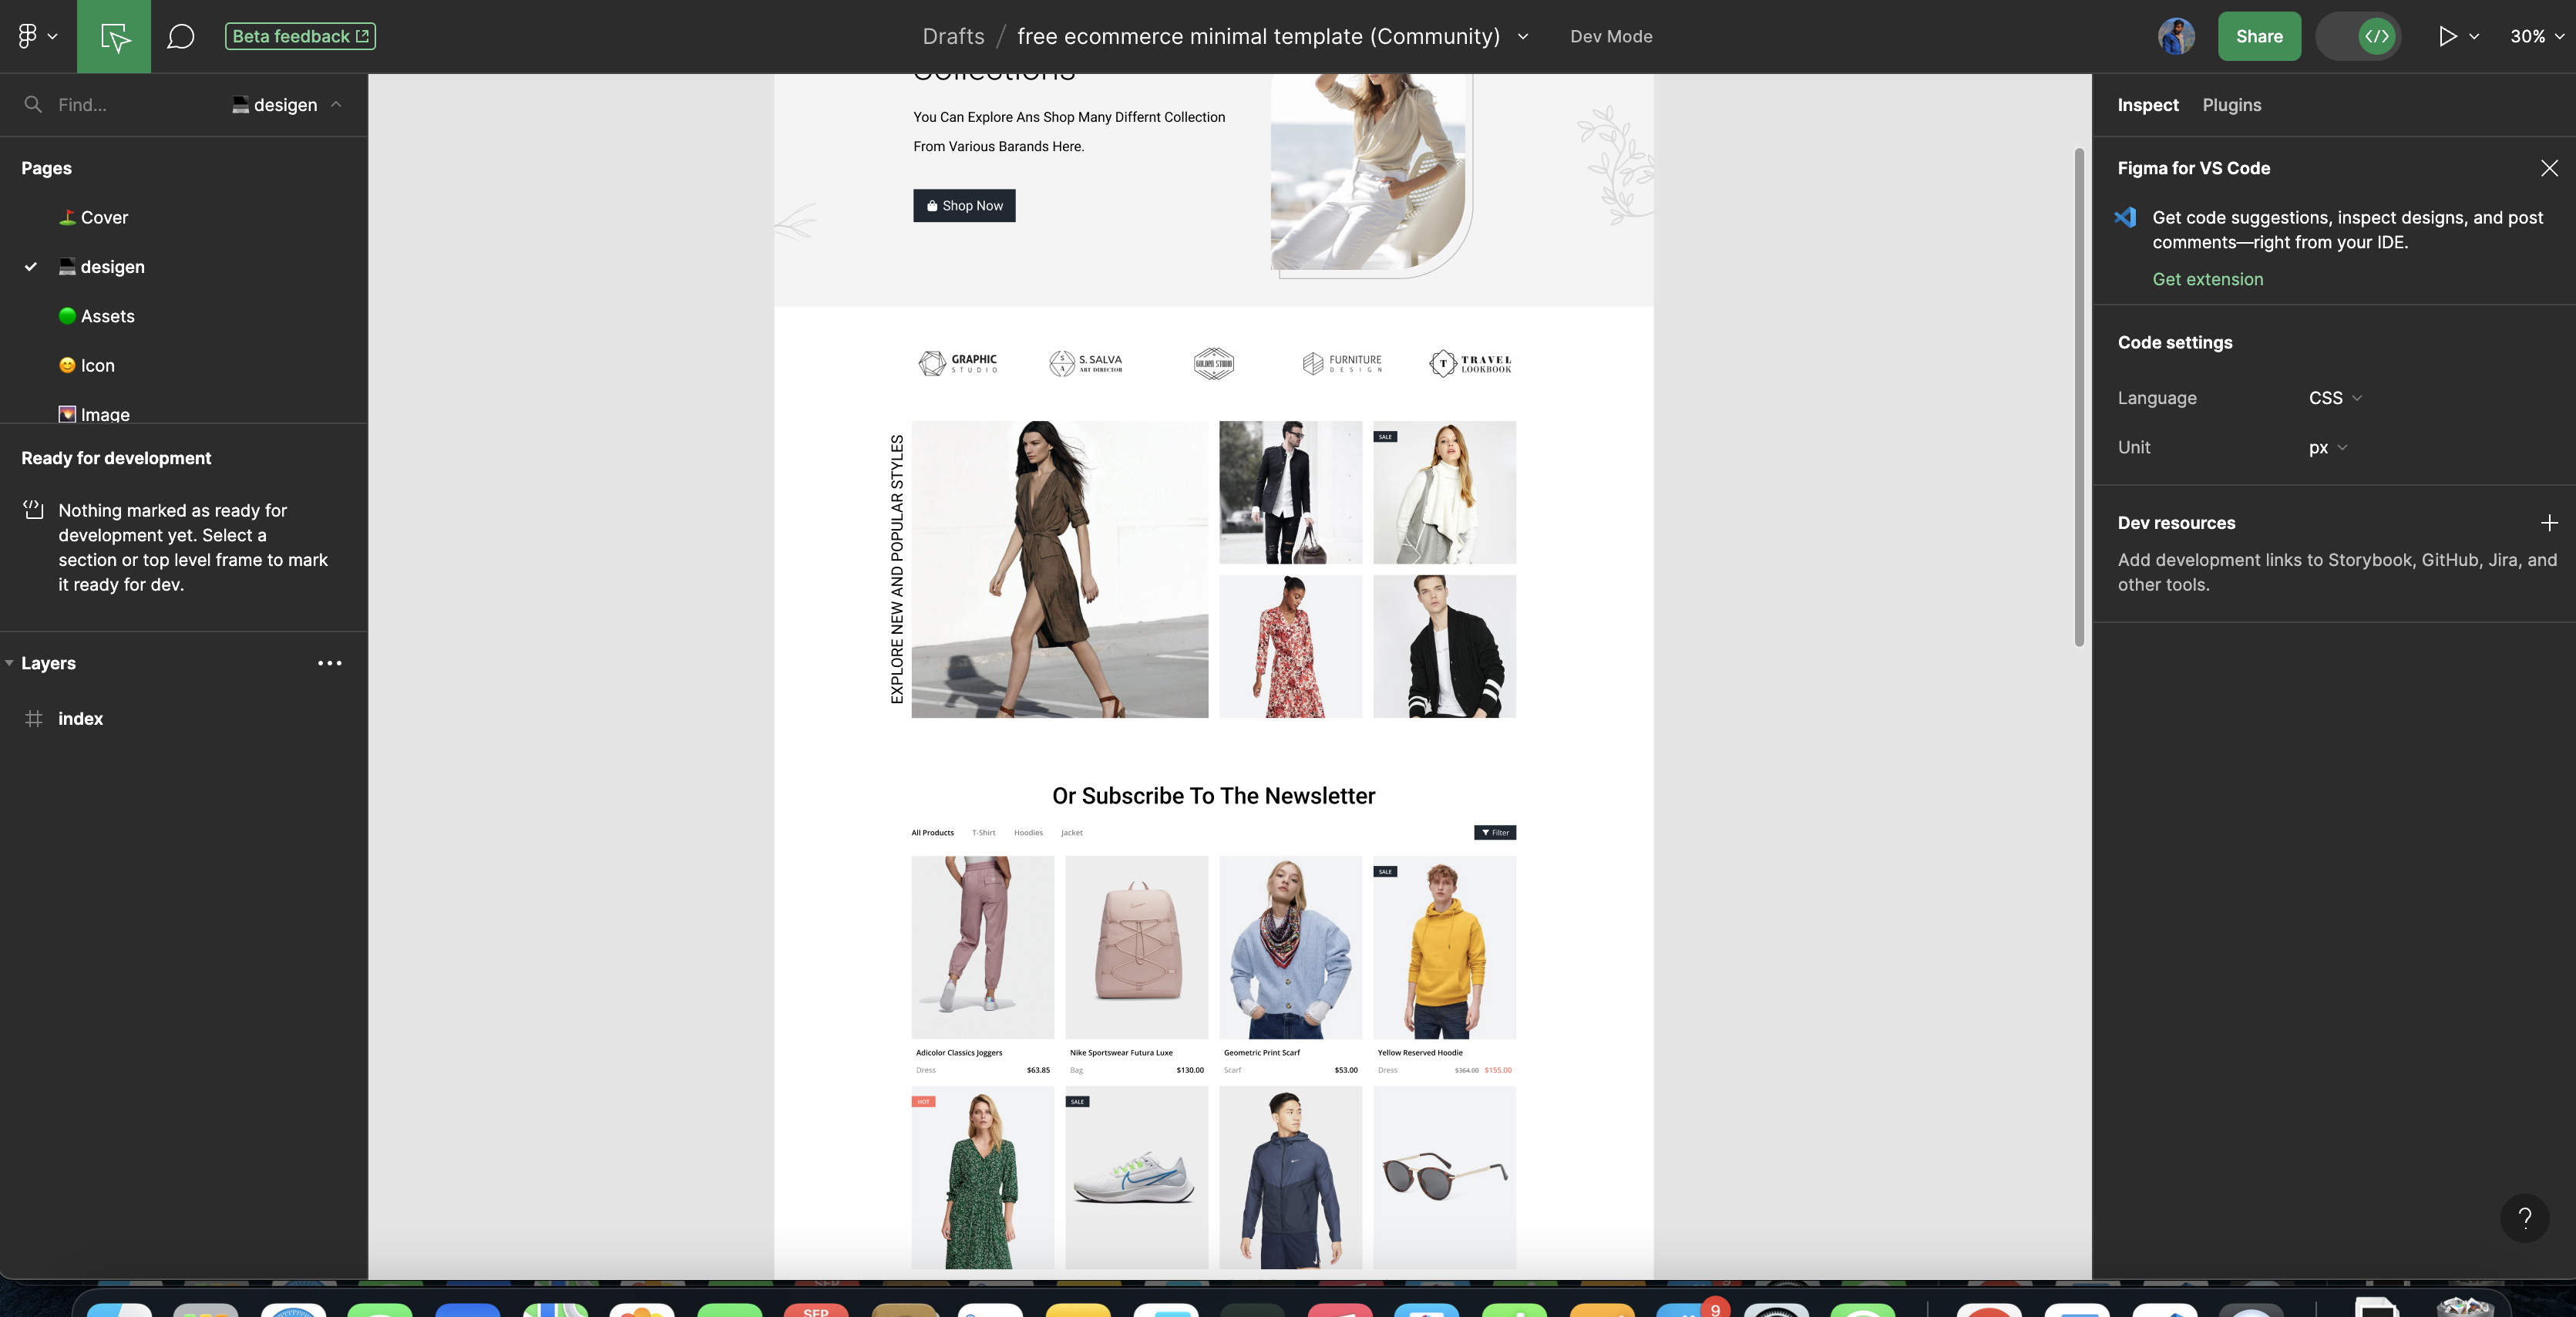 Beta feedback
Drafts / free ecommerce minimal template (Community)
Dev Mode
Share
30%
Find...
desigen
Pages
Cover
desigen
Assets
Icon
Image
Ready for development
Nothing marked as ready for
development yet. Select a
section or top level frame to mark
it ready for dev.
Layers
index
Collections
You Can Explore Ans Shop Many Differnt Collection
From Various Barands Here.
Shop Now
GRAPHIC
STUDIO
S
A
S. SALVA
ART DIRECTOR
GOLDEN STUDIO
FURNITURE
DESIGN
T
TRAVEL
LOOKBOOK
EXPLORE NEW AND POPULAR STYLES
SALE
Or Subscribe To The Newsletter
All Products
T-Shirt
Hoodies
Jacket
Filter
SALE
Adicolor Classics Joggers
Dress
$63.85
Nike Sportswear Futura Luxe
Bag
$130.00
Geometric Print Scarf
Scarf
$53.00
Yellow Reserved Hoodie
Dress
$364.00 $155.00
HOT
SALE
Inspect
Plugins
Figma for VS Code
Get code suggestions, inspect designs, and post
comments—right from your IDE.
Get extension
Code settings
Language
CSS
Unit
px
Dev resources
Add development links to Storybook, GitHub, Jira, and
other tools.
?
SEP
9